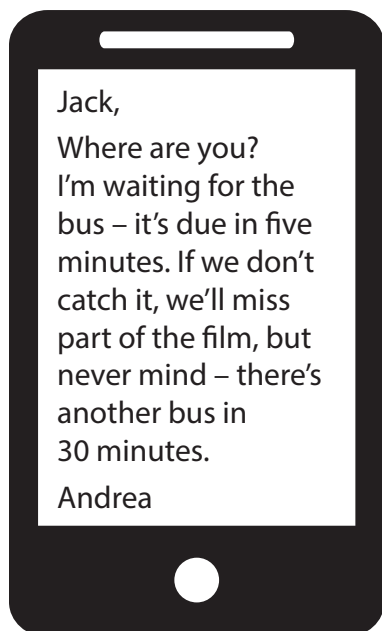 Jack,
Where are you?
I'm waiting for the
bus – it's due in five
minutes. If we don't
catch it, we'll miss
part of the film, but
never mind – there's
another bus in
30 minutes.
Andrea